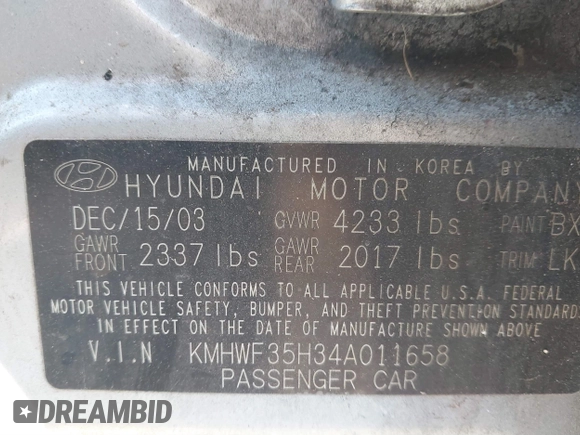 MANUFACTURED IN KOREA BY
HYUNDAI MOTOR COMPANY
DEC/15/03 GVWR 4233 lbs PAINT BX
GAWR FRONT 2337 lbs GAWR REAR 2017 lbs TRIM LK
THIS VEHICLE CONFORMS TO ALL APPLICABLE U.S.A. FEDERAL
MOTOR VEHICLE SAFETY, BUMPER, AND THEFT PREVENTION STANDARDS
IN EFFECT ON THE DATE OF MANUFACTURE SHOWN ABOVE.
V.I.N KMHWF35H34A011658
PASSENGER CAR
DREAMBID